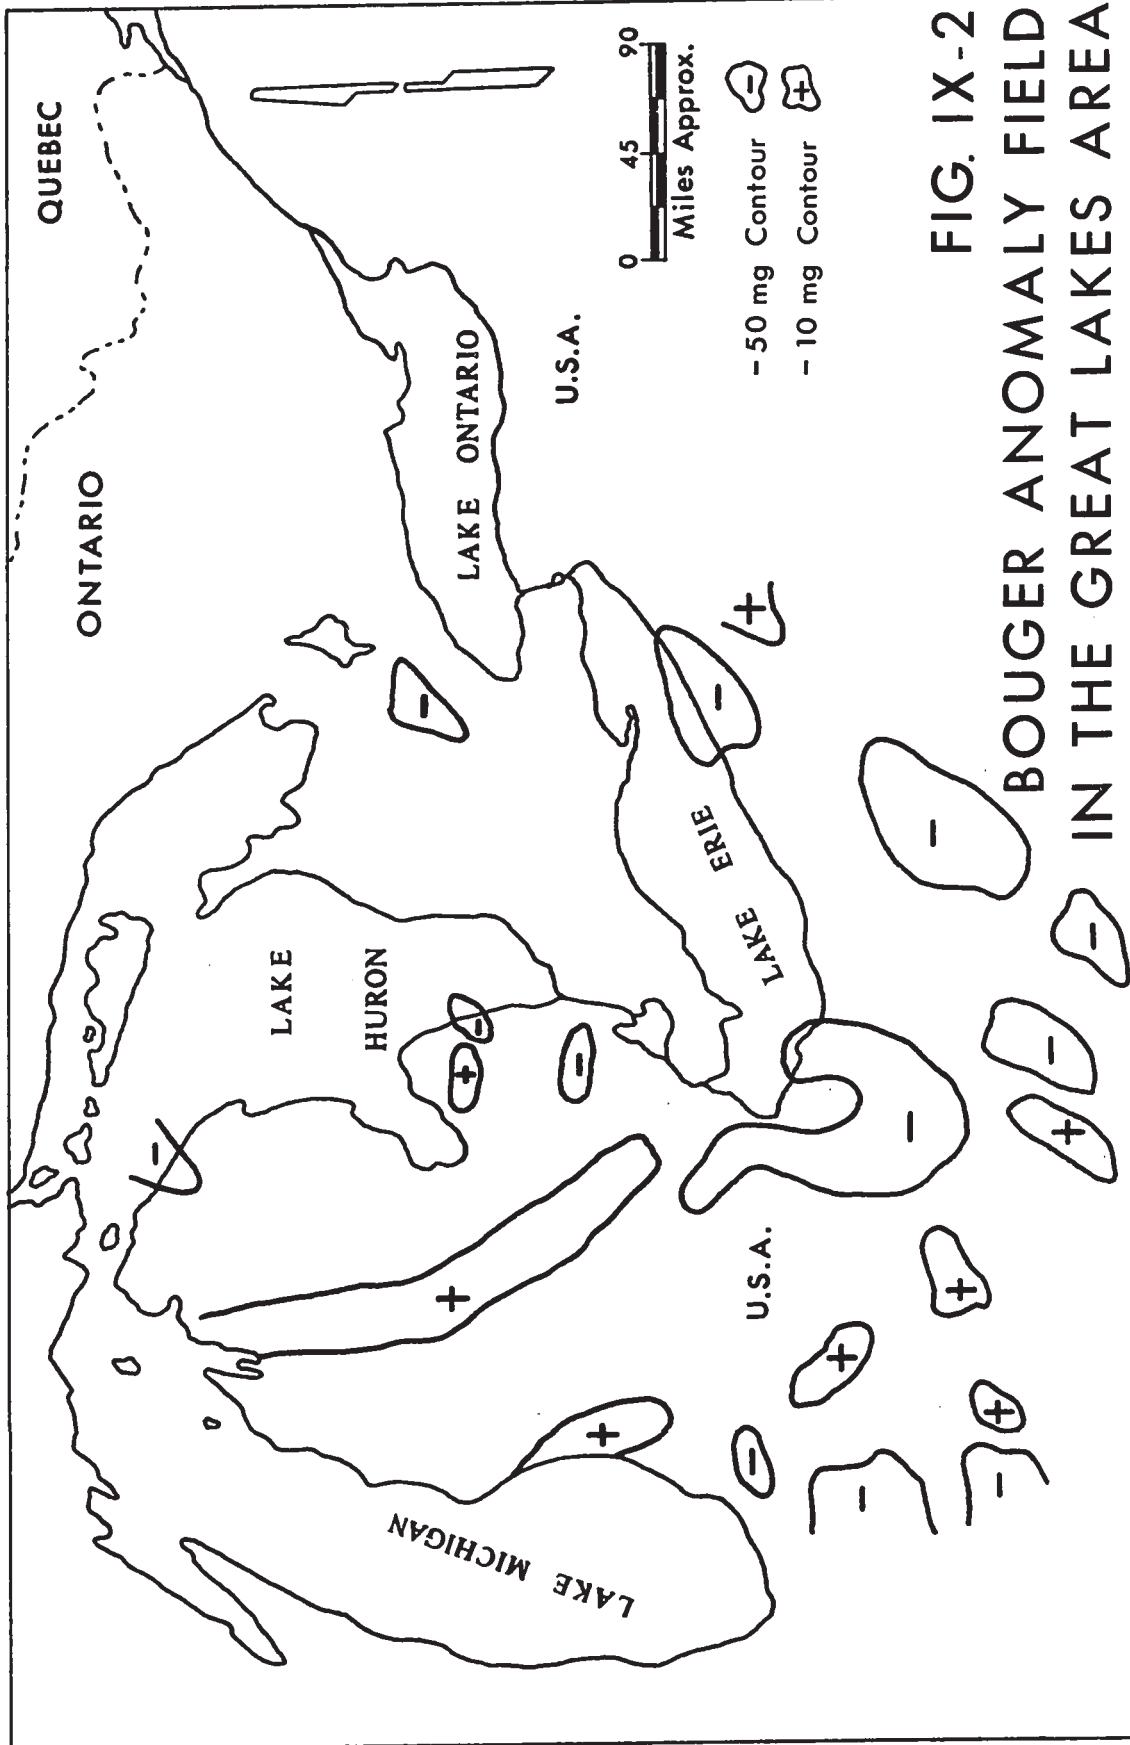 QUEBEC
ONTARIO
LAKE ONTARIO
U.S.A.
LAKE
HURON
LAKE ERIE
LAKE MICHIGAN
U.S.A.
0 45 90
Miles Approx.
- 50 mg Contour -
- 10 mg Contour +
FIG. IX-2
BOUGER ANOMALY FIELD
IN THE GREAT LAKES AREA